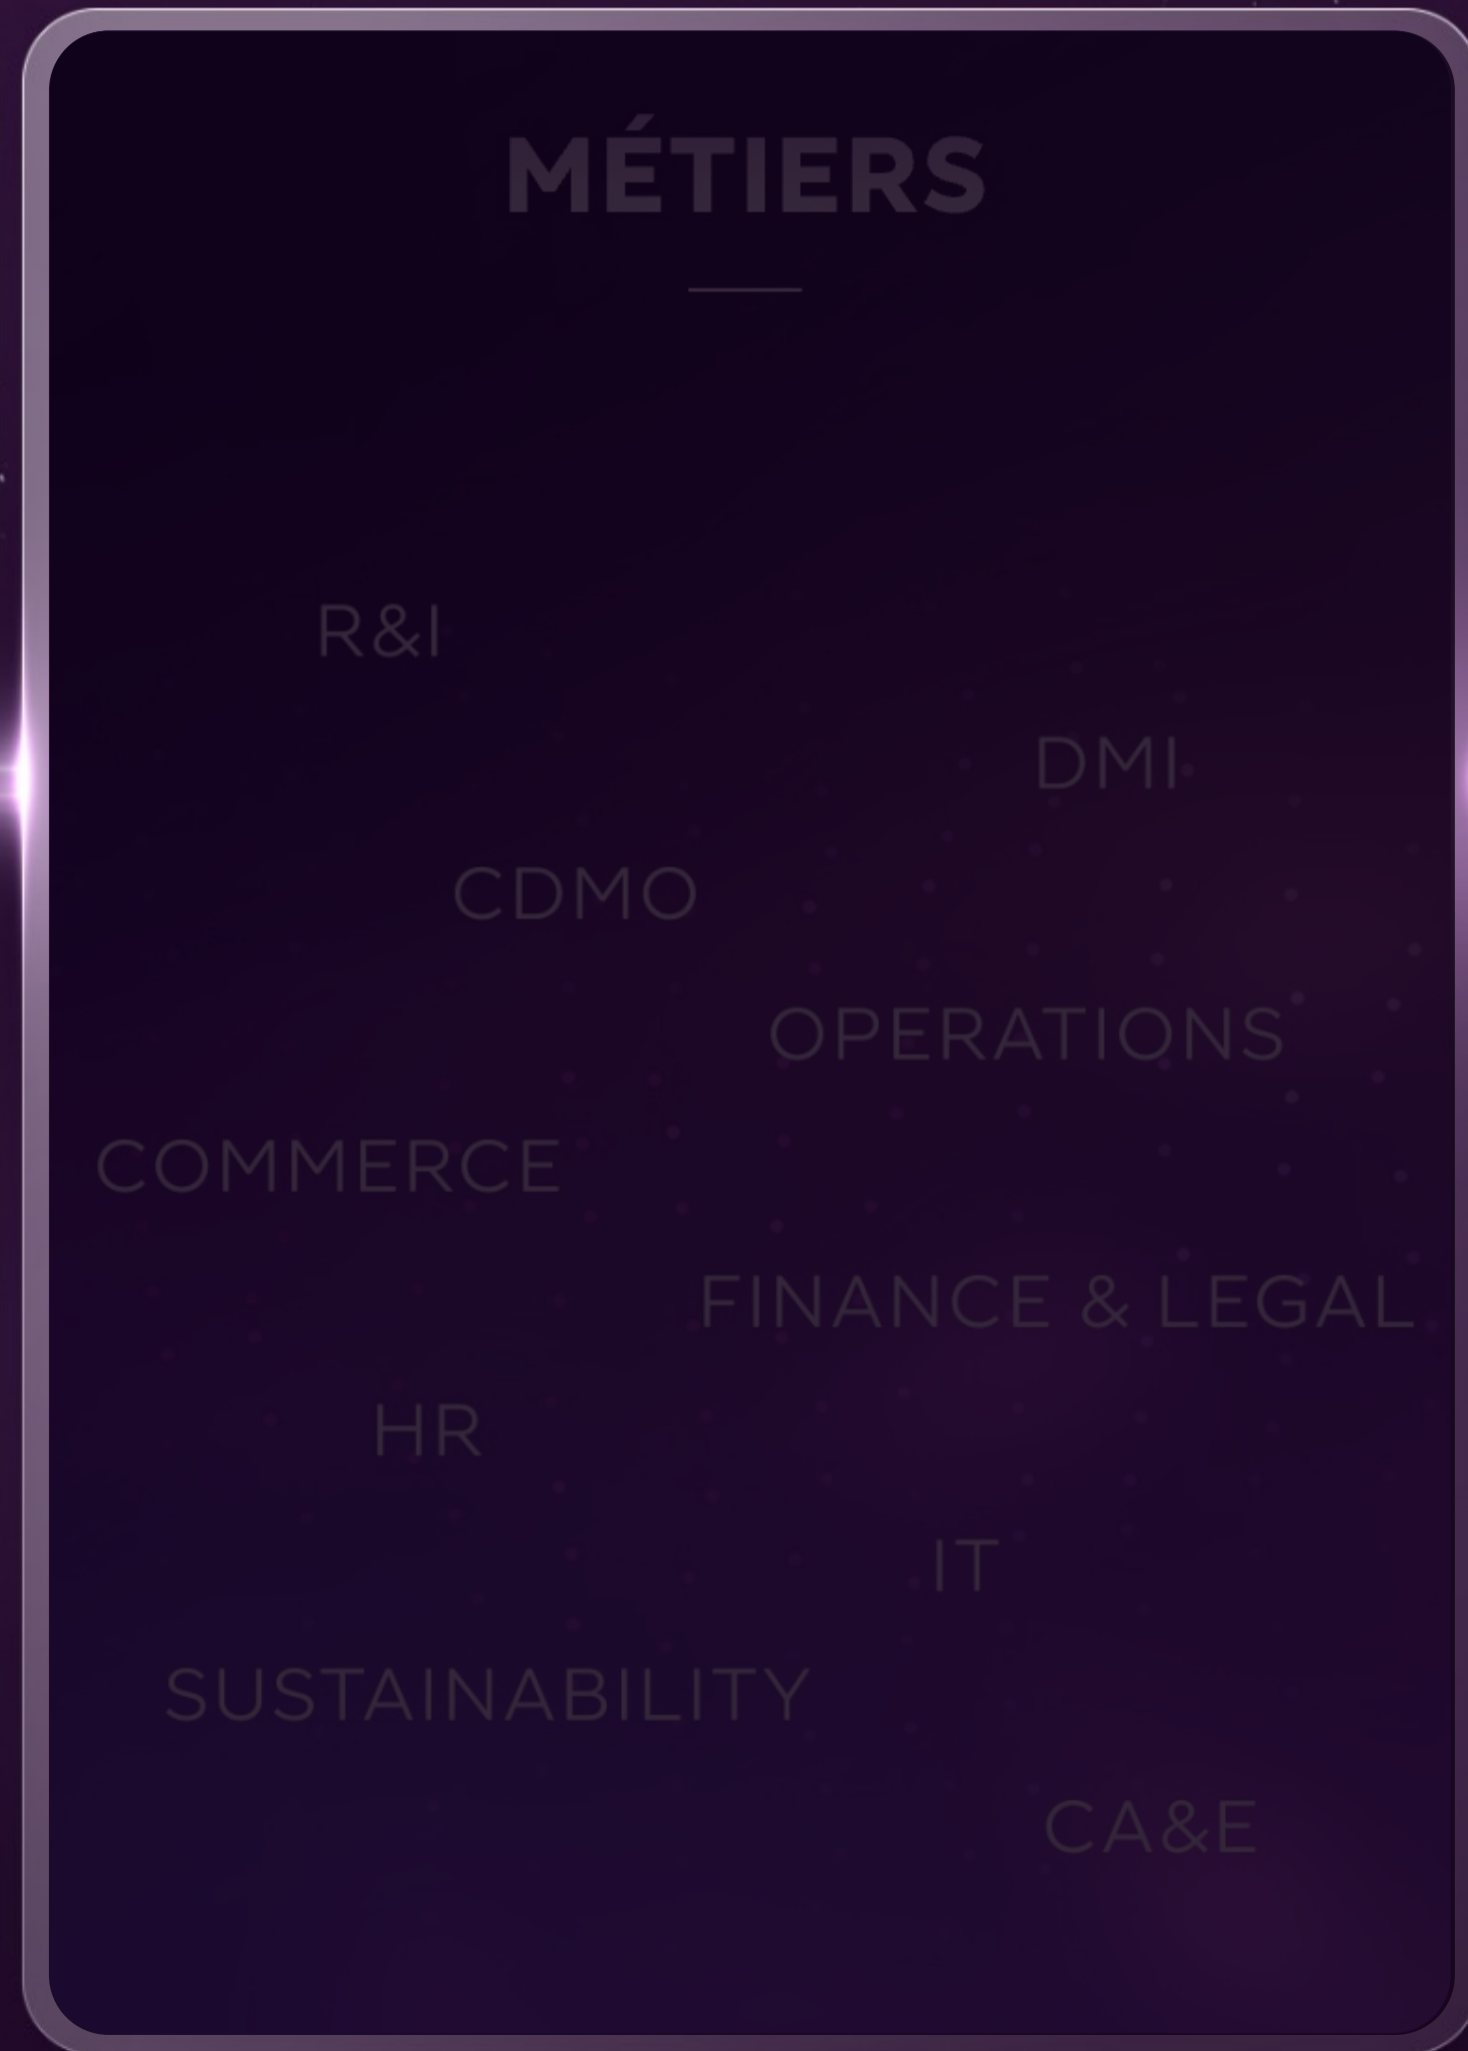 MÉTIERS
R&I
DMI
CDMO
OPERATIONS
COMMERCE
FINANCE & LEGAL
HR
IT
SUSTAINABILITY
CA&E